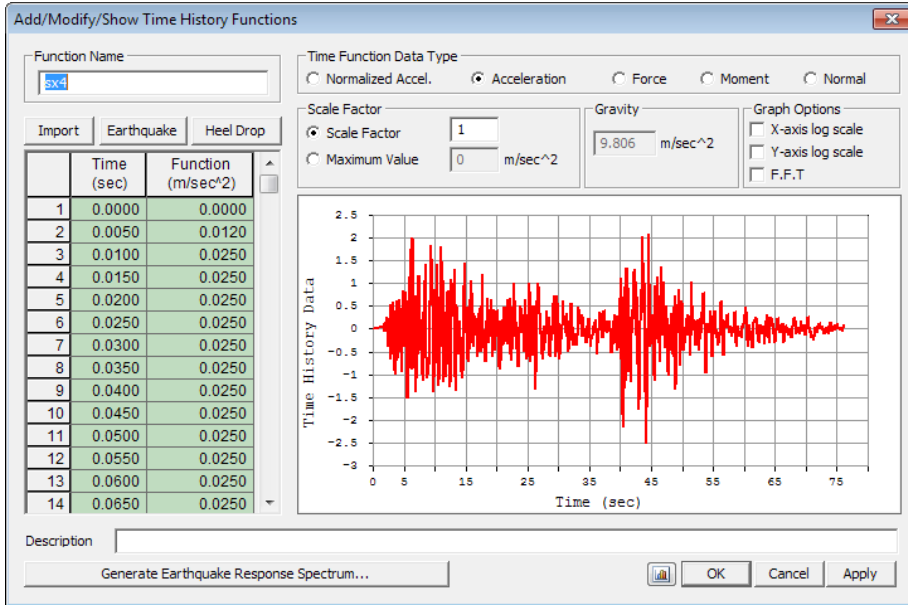 Add/Modify/Show Time History Functions
Function Name
sx4
Import Earthquake Heel Drop
Time Function Data Type
Normalized Accel. Acceleration Force Moment Normal
Scale Factor
Scale Factor 1
Maximum Value 0 m/sec^2
Gravity
9.806 m/sec^2
Graph Options
X-axis log scale
Y-axis log scale
F.F.T
Time Function
(sec) (m/sec^2)
1 0.0000 0.0000
2 0.0050 0.0120
3 0.0100 0.0250
4 0.0150 0.0250
5 0.0200 0.0250
6 0.0250 0.0250
7 0.0300 0.0250
8 0.0350 0.0250
9 0.0400 0.0250
10 0.0450 0.0250
11 0.0500 0.0250
12 0.0550 0.0250
13 0.0600 0.0250
14 0.0650 0.0250
Time History Data
2.5
2
1.5
1
0.5
0
-0.5
-1
-1.5
-2
-2.5
-3
0 5 15 25 35 45 55 65 75
Time (sec)
Description
Generate Earthquake Response Spectrum...
OK Cancel Apply